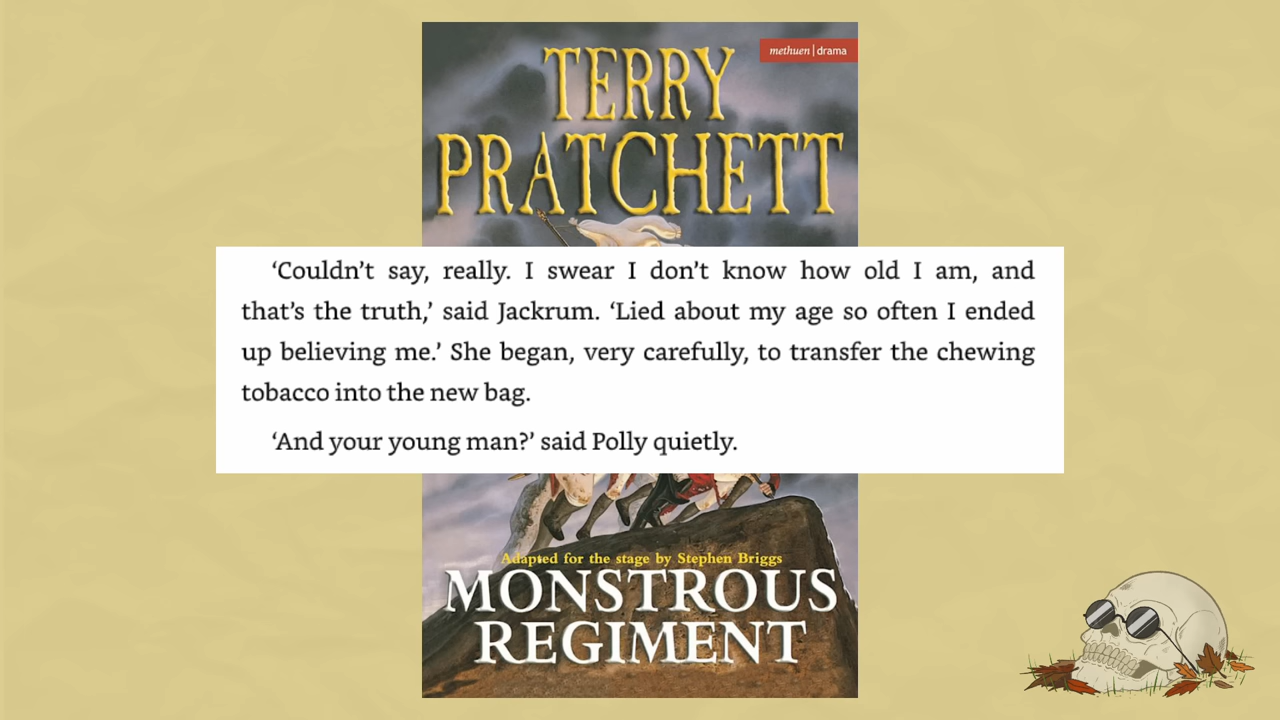 methuen | drama
TERRY
PRATCHETT
‘Couldn’t say, really. I swear I don’t know how old I am, and
that’s the truth,’ said Jackrum. ‘Lied about my age so often I ended
up believing me.’ She began, very carefully, to transfer the chewing
tobacco into the new bag.
‘And your young man?’ said Polly quietly.
Adapted for the stage by Stephen Briggs
MONSTROUS
REGIMENT